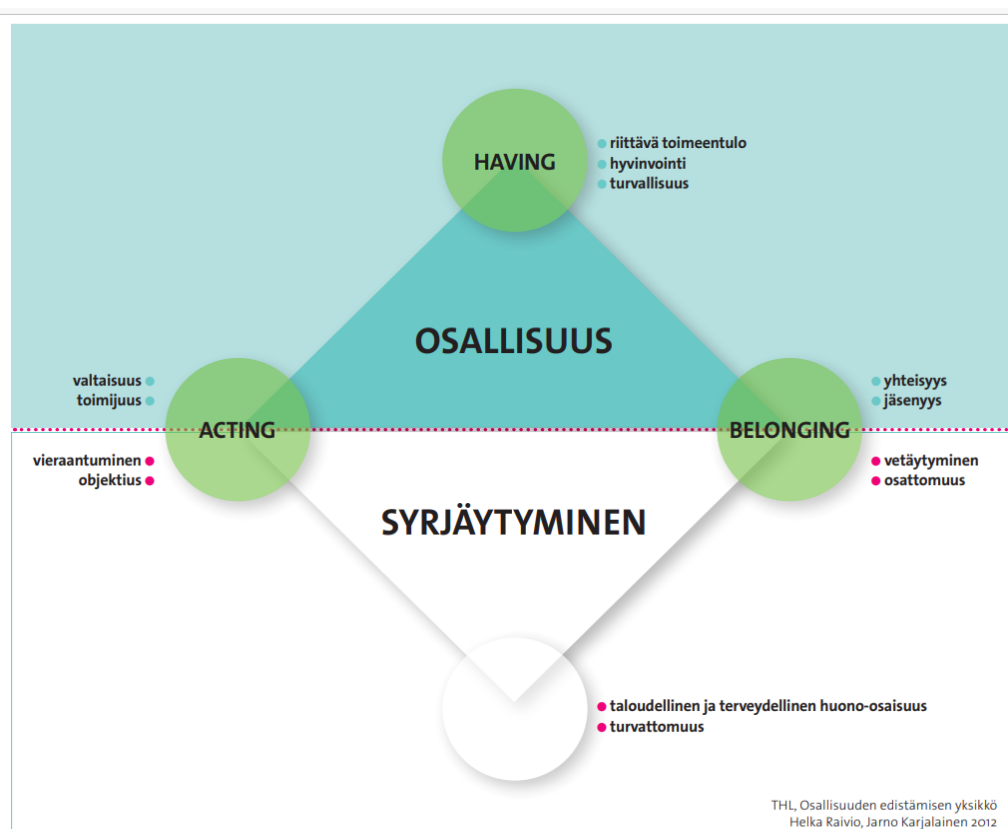 HAVING
riittävä toimeentulo
hyvinvointi
turvallisuus
OSALLISUUS
valtaisuus
toimijuus
yhteisyys
jäsenyys
ACTING
BELONGING
vieraantuminen
objektius
vetäytyminen
osattomuus
SYRJÄYTYMINEN
taloudellinen ja terveydellinen huono-osaisuus
turvattomuus
THL, Osallisuuden edistämisen yksikkö
Helka Raivio, Jarno Karjalainen 2012